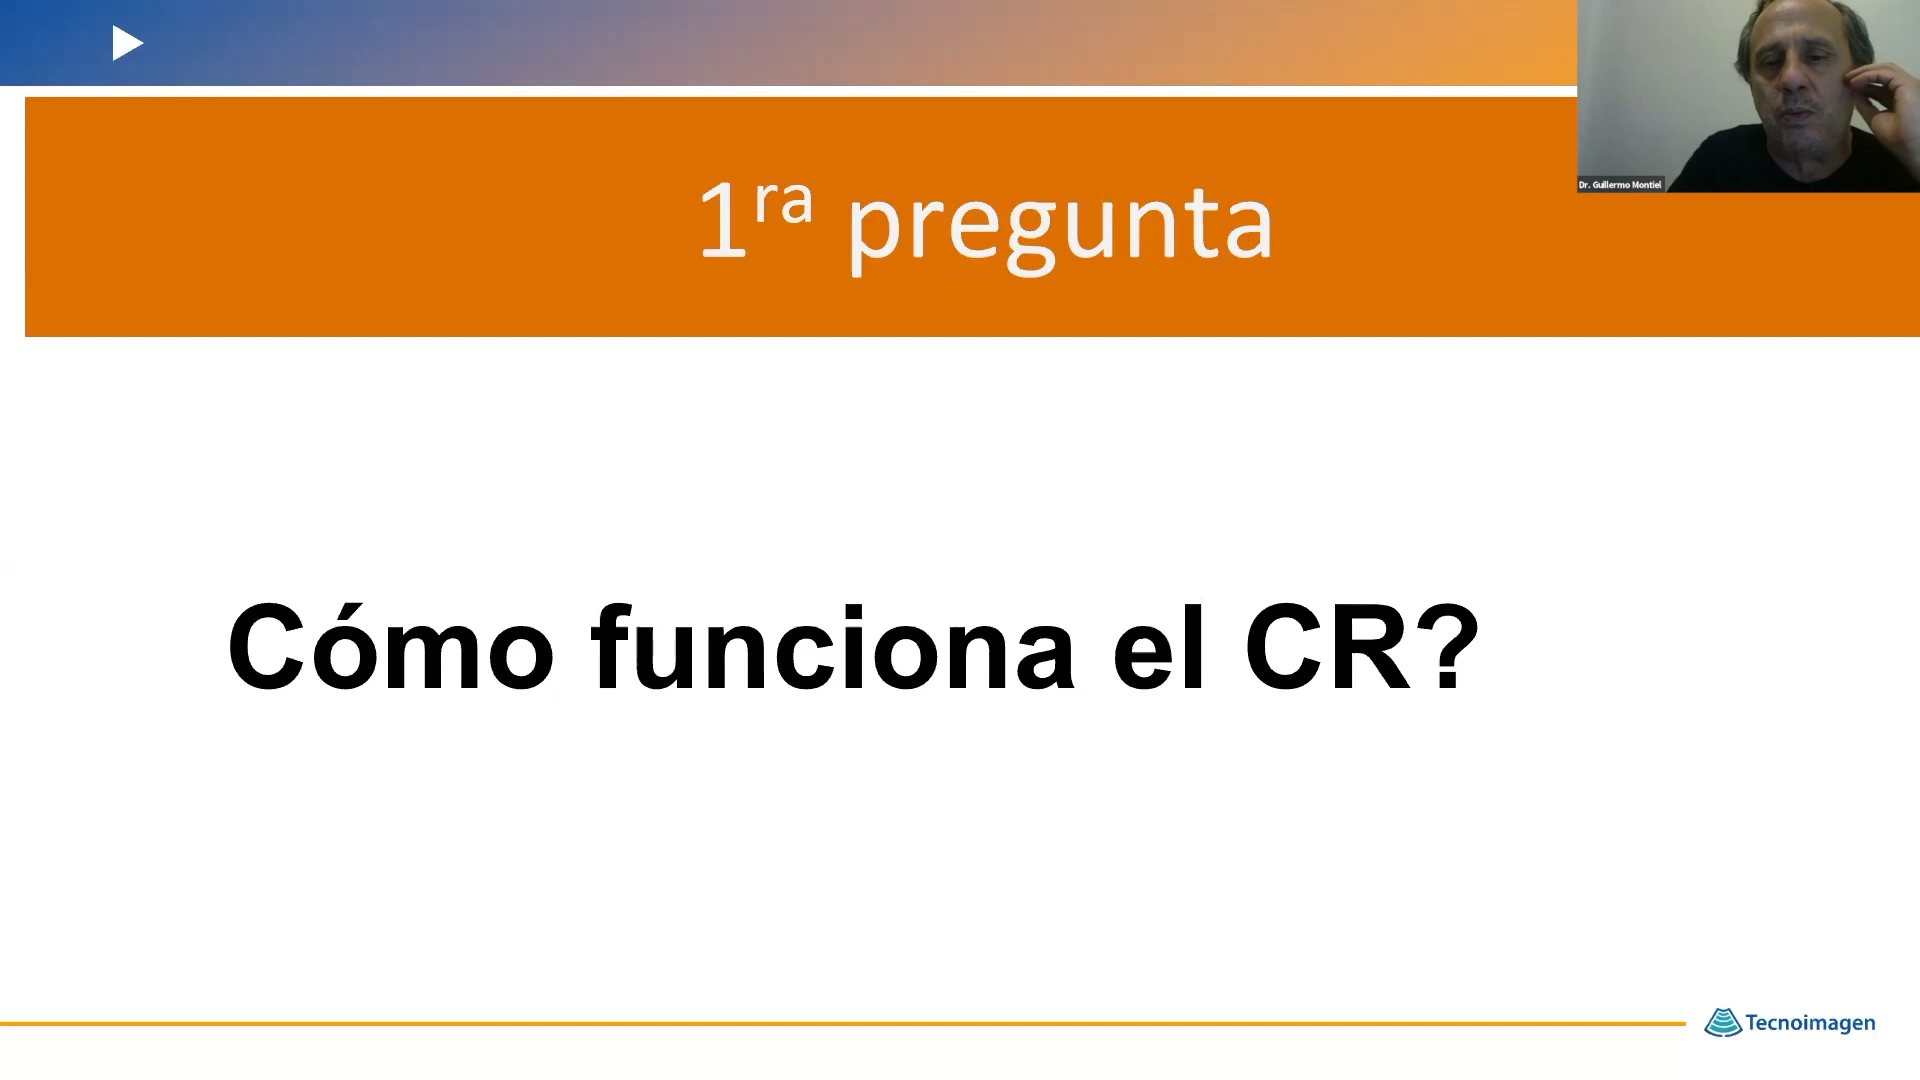 1ra pregunta
Dr. Guillermo Montiel
Cómo funciona el CR?
Tecnoimagen